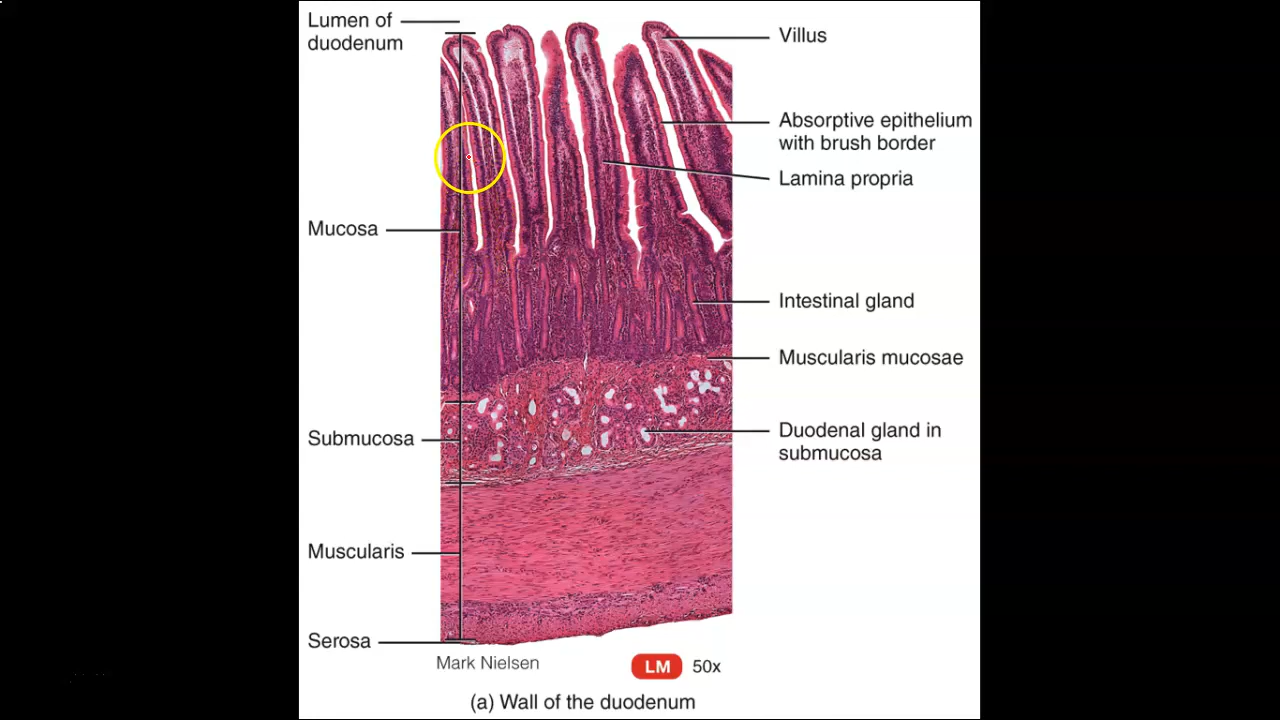 Lumen of
duodenum
Villus
Absorptive epithelium
with brush border
Lamina propria
Mucosa
Intestinal gland
Muscularis mucosae
Submucosa
Duodenal gland in
submucosa
Muscularis
Serosa
Mark Nielsen
LM 50x
(a) Wall of the duodenum